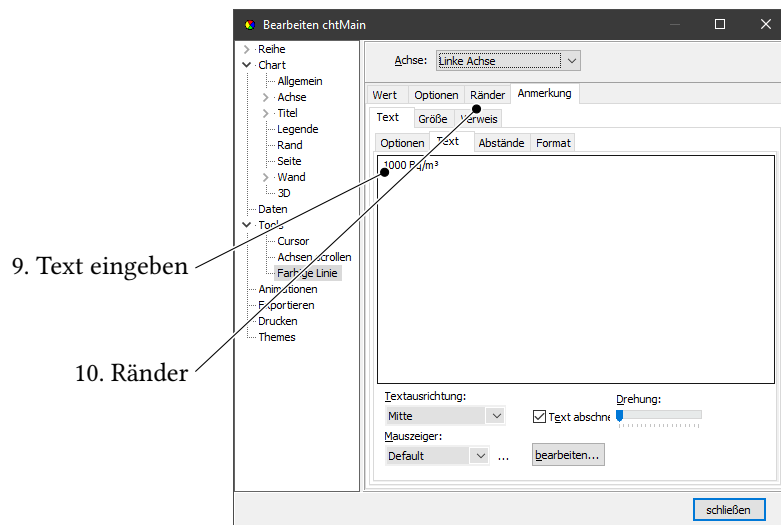 Bearbeiten chtMain
Reihe
Chart
Allgemein
Achse
Titel
Legende
Rand
Seite
Wand
3D
Daten
Tools
Cursor
Achsen scrollen
Farbige Linie
Animationen
Exportieren
Drucken
Themes
Achse: Linke Achse
Wert Optionen Ränder Anmerkung
Text Größe Verweis
Optionen Text Abstände Format
1000 Bq/m³
Textausrichtung:
Mitte
Text abschne
Drehung:
Mauszeiger:
Default ... bearbeiten...
schließen
9. Text eingeben
10. Ränder